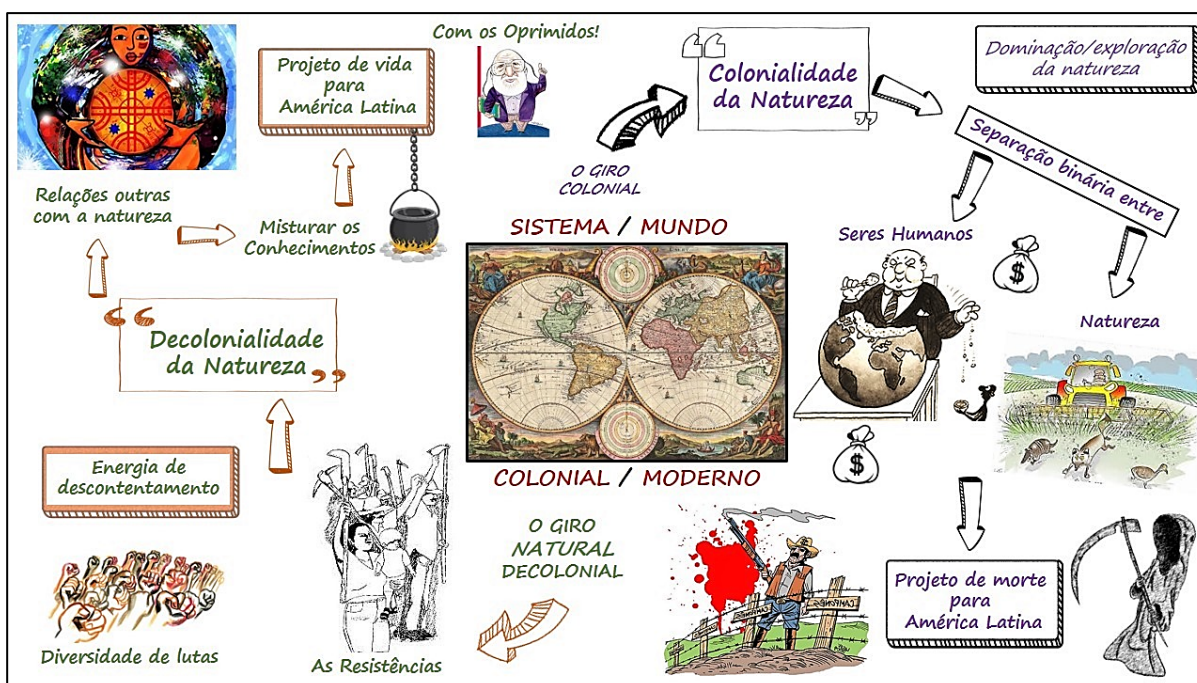 Com os Oprimidos!
Projeto de vida
para
América Latina
Colonialidade
da Natureza
Dominação/exploração
da natureza
Separação binária entre
O GIRO
COLONIAL
Relações outras
com a natureza
Misturar os
Conhecimentos
SISTEMA / MUNDO
Seres Humanos
$
Natureza
Decolonialidade
da Natureza
$
COLONIAL / MODERNO
Energia de
descontentamento
O GIRO
NATURAL
DECOLONIAL
Projeto de morte
para
América Latina
Diversidade de lutas
As Resistências